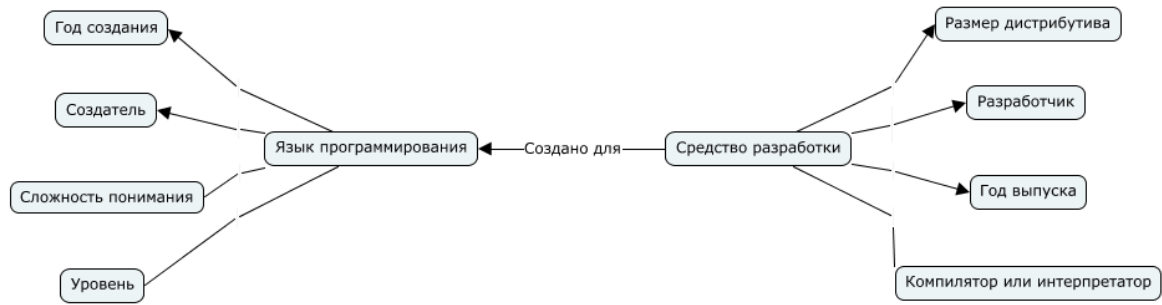 Год создания
Создатель
Язык программирования
Сложность понимания
Уровень
Создано для
Размер дистрибутива
Разработчик
Средство разработки
Год выпуска
Компилятор или интерпретатор